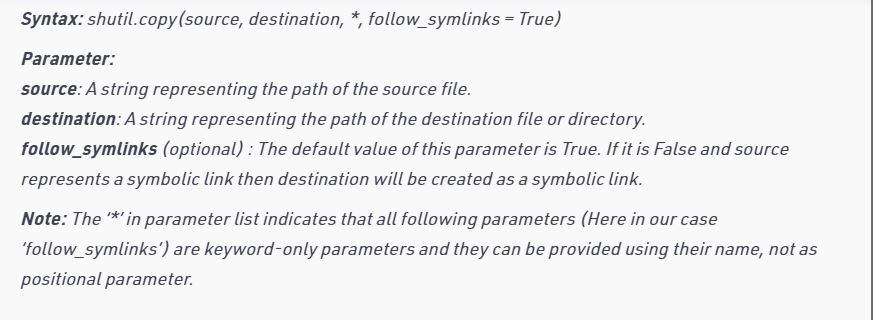 Syntax: shutil.copy(source, destination, *, follow_symlinks = True)
Parameter:
source: A string representing the path of the source file.
destination: A string representing the path of the destination file or directory.
follow_symlinks (optional) : The default value of this parameter is True. If it is False and source
represents a symbolic link then destination will be created as a symbolic link.
Note: The ‘*’ in parameter list indicates that all following parameters (Here in our case
‘follow_symlinks’) are keyword-only parameters and they can be provided using their name, not as
positional parameter.